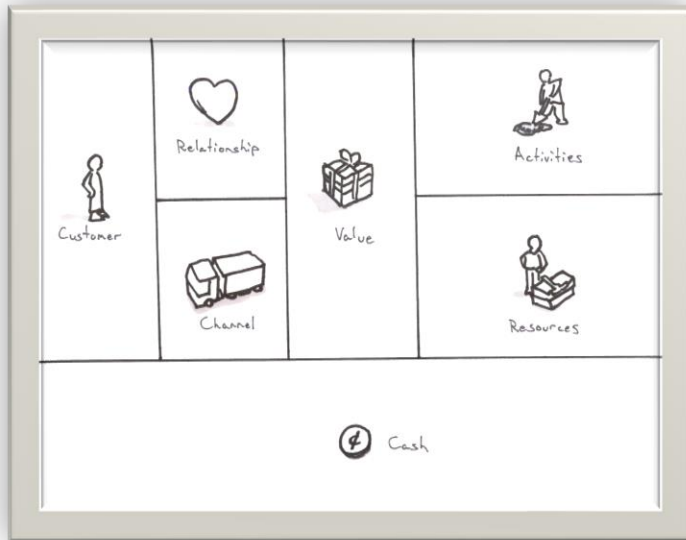 Relationship
Activities
Customer
Value
Channel
Resources
¢ Cash